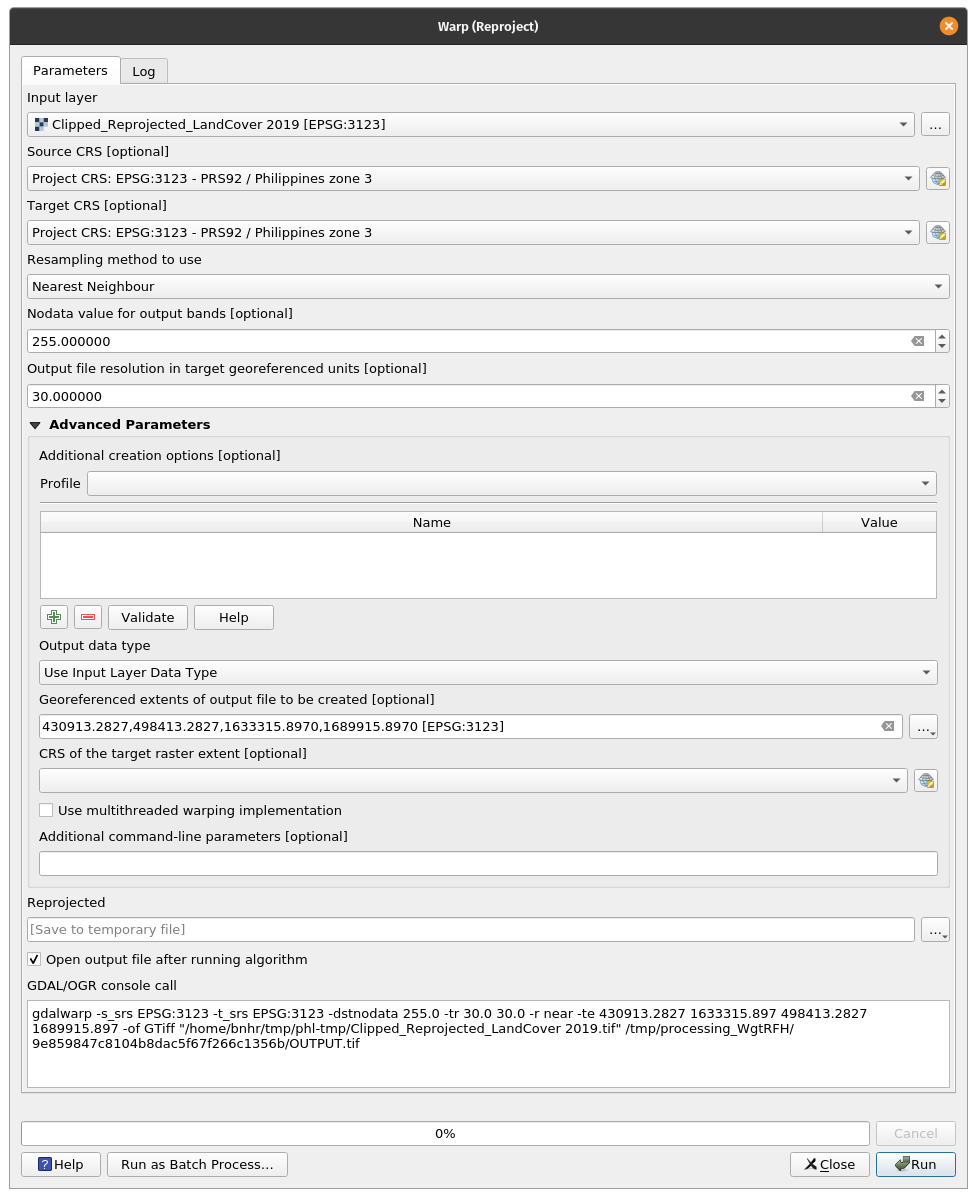 Warp (Reproject)
Parameters
Log
Input layer
Clipped_Reprojected_LandCover 2019 [EPSG:3123]
...
Source CRS [optional]
Project CRS: EPSG:3123 - PRS92 / Philippines zone 3
Target CRS [optional]
Project CRS: EPSG:3123 - PRS92 / Philippines zone 3
Resampling method to use
Nearest Neighbour
Nodata value for output bands [optional]
255.000000
Output file resolution in target georeferenced units [optional]
30.000000
Advanced Parameters
Additional creation options [optional]
Profile
Name Value
Validate Help
Output data type
Use Input Layer Data Type
Georeferenced extents of output file to be created [optional]
430913.2827,498413.2827,1633315.8970,1689915.8970 [EPSG:3123]
...
CRS of the target raster extent [optional]
Use multithreaded warping implementation
Additional command-line parameters [optional]
Reprojected
[Save to temporary file]
...
Open output file after running algorithm
GDAL/OGR console call
gdalwarp -s_srs EPSG:3123 -t_srs EPSG:3123 -dstnodata 255.0 -tr 30.0 30.0 -r near -te 430913.2827 1633315.897 498413.2827
1689915.897 -of GTiff "/home/bnhr/tmp/phl-tmp/Clipped_Reprojected_LandCover 2019.tif" /tmp/processing_WgtRFH/
9e859847c8104b8dac5f67f266c1356b/OUTPUT.tif
0%
Cancel
Help
Run as Batch Process...
Close
Run